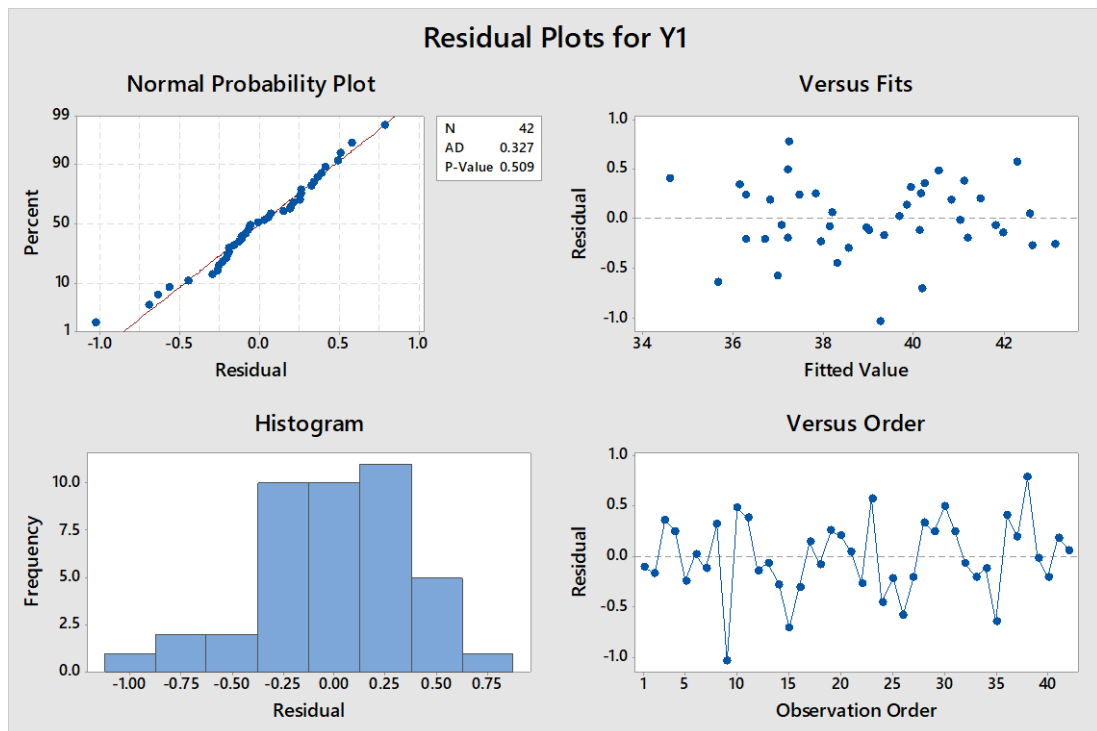 Residual Plots for Y1
Normal Probability Plot
99
90
50
10
1
Percent
-1.0 -0.5 0.0 0.5 1.0
Residual
N 42
AD 0.327
P-Value 0.509
Versus Fits
1.0
0.5
0.0
-0.5
-1.0
Residual
34 36 38 40 42
Fitted Value
Histogram
10.0
7.5
5.0
2.5
0.0
Frequency
-1.00 -0.75 -0.50 -0.25 0.00 0.25 0.50 0.75
Residual
Versus Order
1.0
0.5
0.0
-0.5
-1.0
Residual
1 5 10 15 20 25 30 35 40
Observation Order